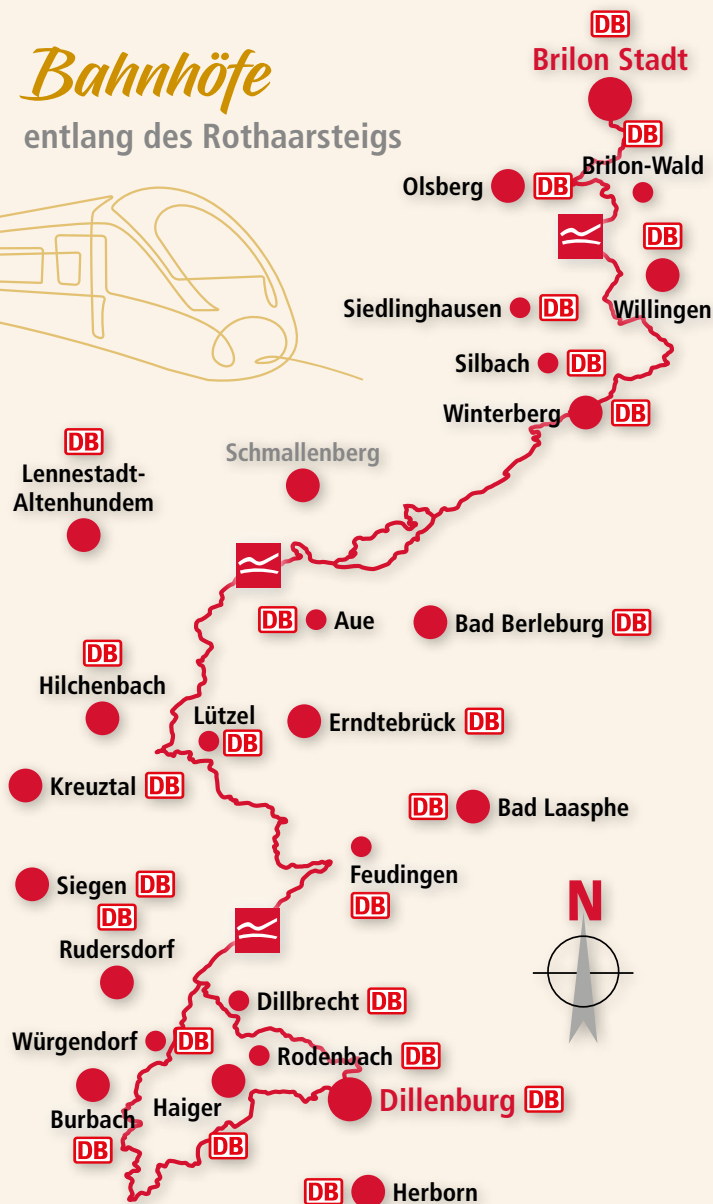 Bahnhöfe
entlang des Rothaarsteigs
DB
Brilon Stadt
DB
Brilon-Wald
Olsberg DB
DB
Willingen
Siedlinghausen DB
Silbach DB
Winterberg DB
DB
Lennestadt-
Altenhundem
Schmallenberg
DB Aue
Bad Berleburg DB
DB
Hilchenbach
Lützel
DB
Erndtebrück DB
Kreuztal DB
DB Bad Laasphe
Feudingen
DB
Siegen DB
DB
Rudersdorf
N
Dillbrecht DB
Würgendorf DB
Rodenbach DB
Burbach
DB
Haiger
DB
Dillenburg DB
DB Herborn